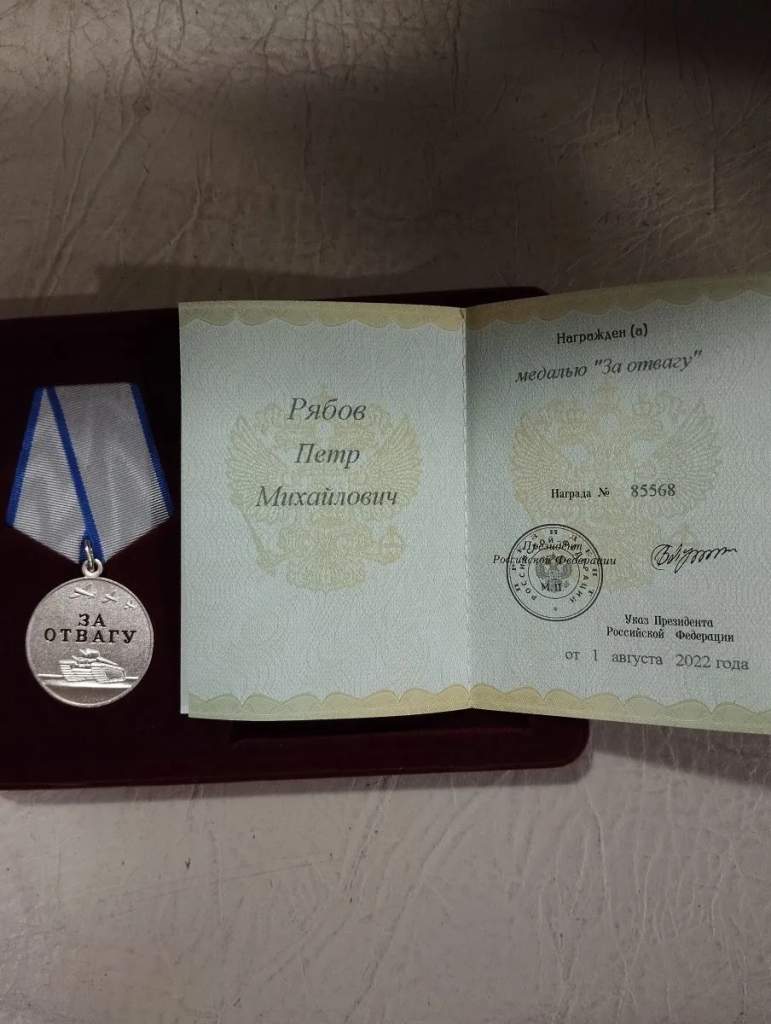 ЗА
ОТВАГУ
Рябов
Петр
Михайлович
Награжден (а)
медалью "За отвагу"
Награда № 85568
Президент
Российской Федерации
М.П.
Указ Президента
Российской Федерации
от 1 августа 2022 года